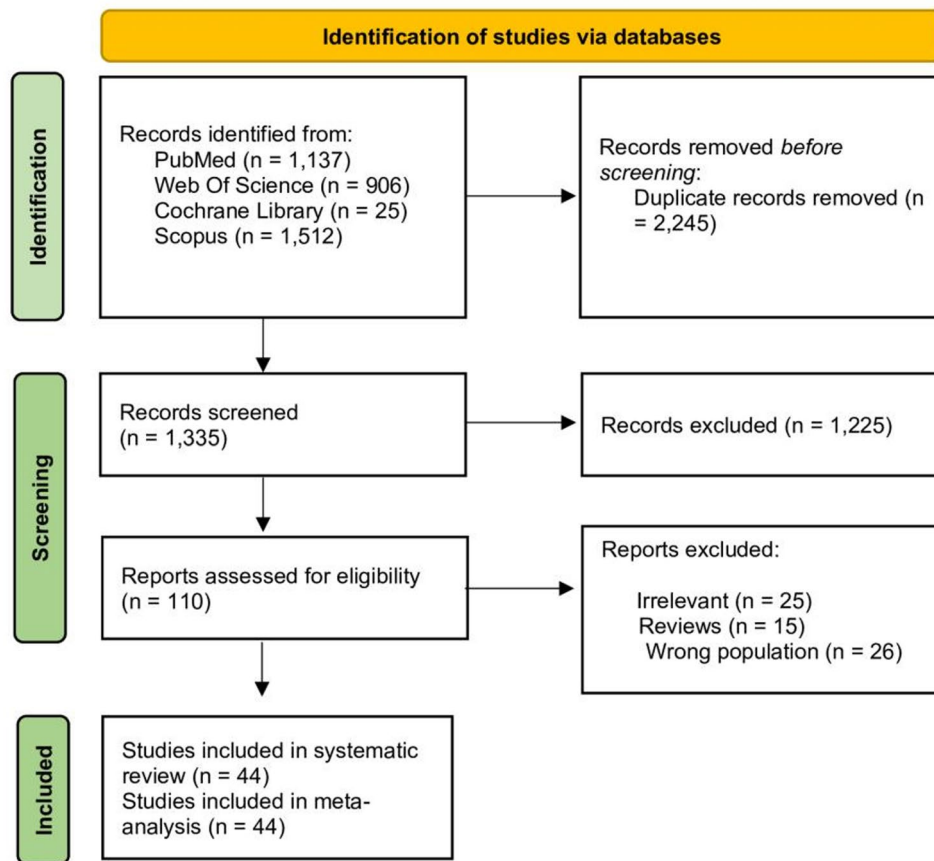 Identification of studies via databases
Identification
Records identified from:
PubMed (n = 1,137)
Web Of Science (n = 906)
Cochrane Library (n = 25)
Scopus (n = 1,512)
Records removed before
screening:
Duplicate records removed (n
= 2,245)
Screening
Records screened
(n = 1,335)
Records excluded (n = 1,225)
Reports assessed for eligibility
(n = 110)
Reports excluded:
Irrelevant (n = 25)
Reviews (n = 15)
Wrong population (n = 26)
Included
Studies included in systematic
review (n = 44)
Studies included in meta-
analysis (n = 44)